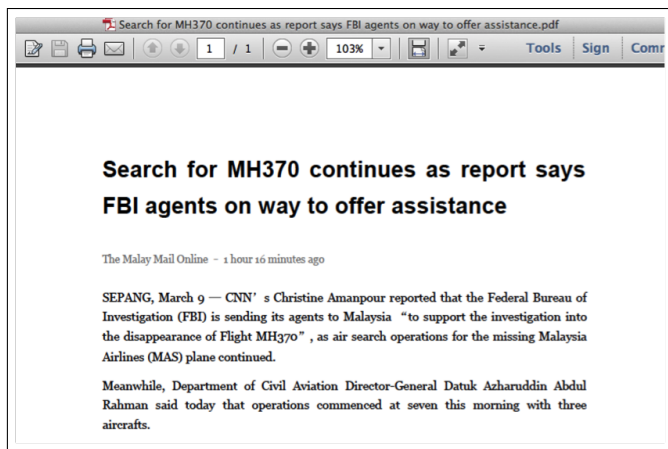 Search for MH370 continues as report says FBI agents on way to offer assistance.pdf
1 / 1 103% Tools Sign
Search for MH370 continues as report says
FBI agents on way to offer assistance
The Malay Mail Online – 1 hour 16 minutes ago
SEPANG, March 9 — CNN’ s Christine Amanpour reported that the Federal Bureau of
Investigation (FBI) is sending its agents to Malaysia “to support the investigation into
the disappearance of Flight MH370” , as air search operations for the missing Malaysia
Airlines (MAS) plane continued.
Meanwhile, Department of Civil Aviation Director-General Datuk Azharuddin Abdul
Rahman said today that operations commenced at seven this morning with three
aircrafts.